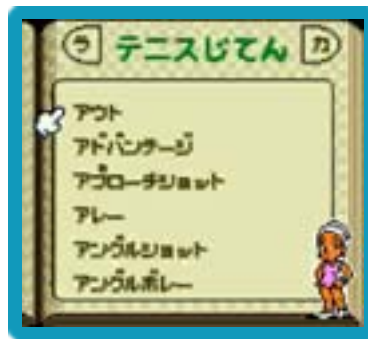 ラ テニスじてん カ
アウト
アドバンテージ
アプローチショット
アレー
アングルショット
アングルボレー